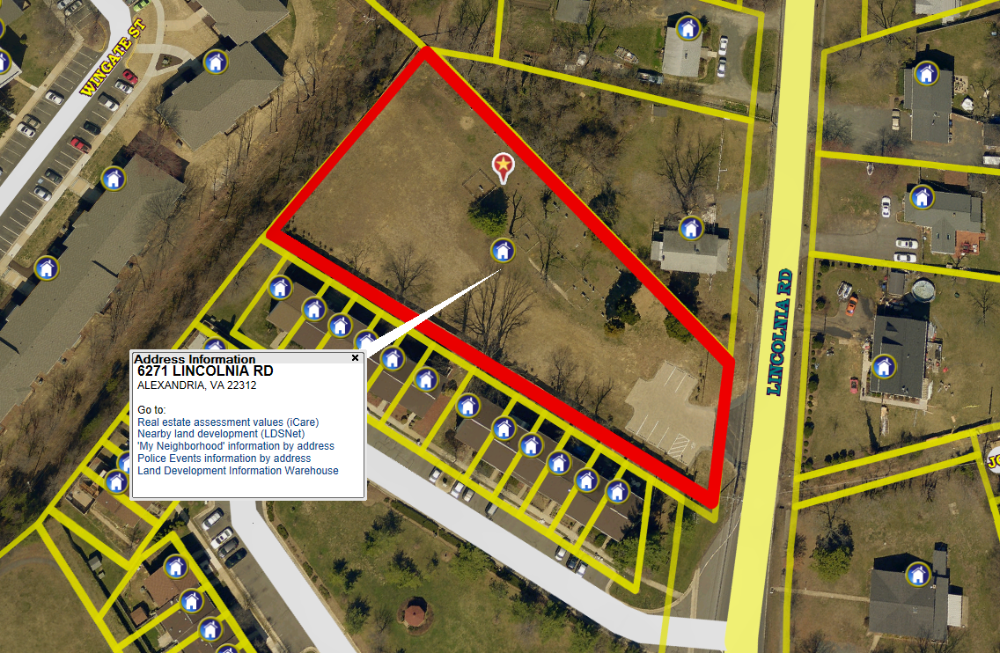 WINGATE ST
LINCOLNIA RD
Address Information
6271 LINCOLNIA RD
ALEXANDRIA, VA 22312
Go to:
Real estate assessment values (iCare)
Nearby land development (LDSNet)
'My Neighborhood' information by address
Police Events information by address
Land Development Information Warehouse